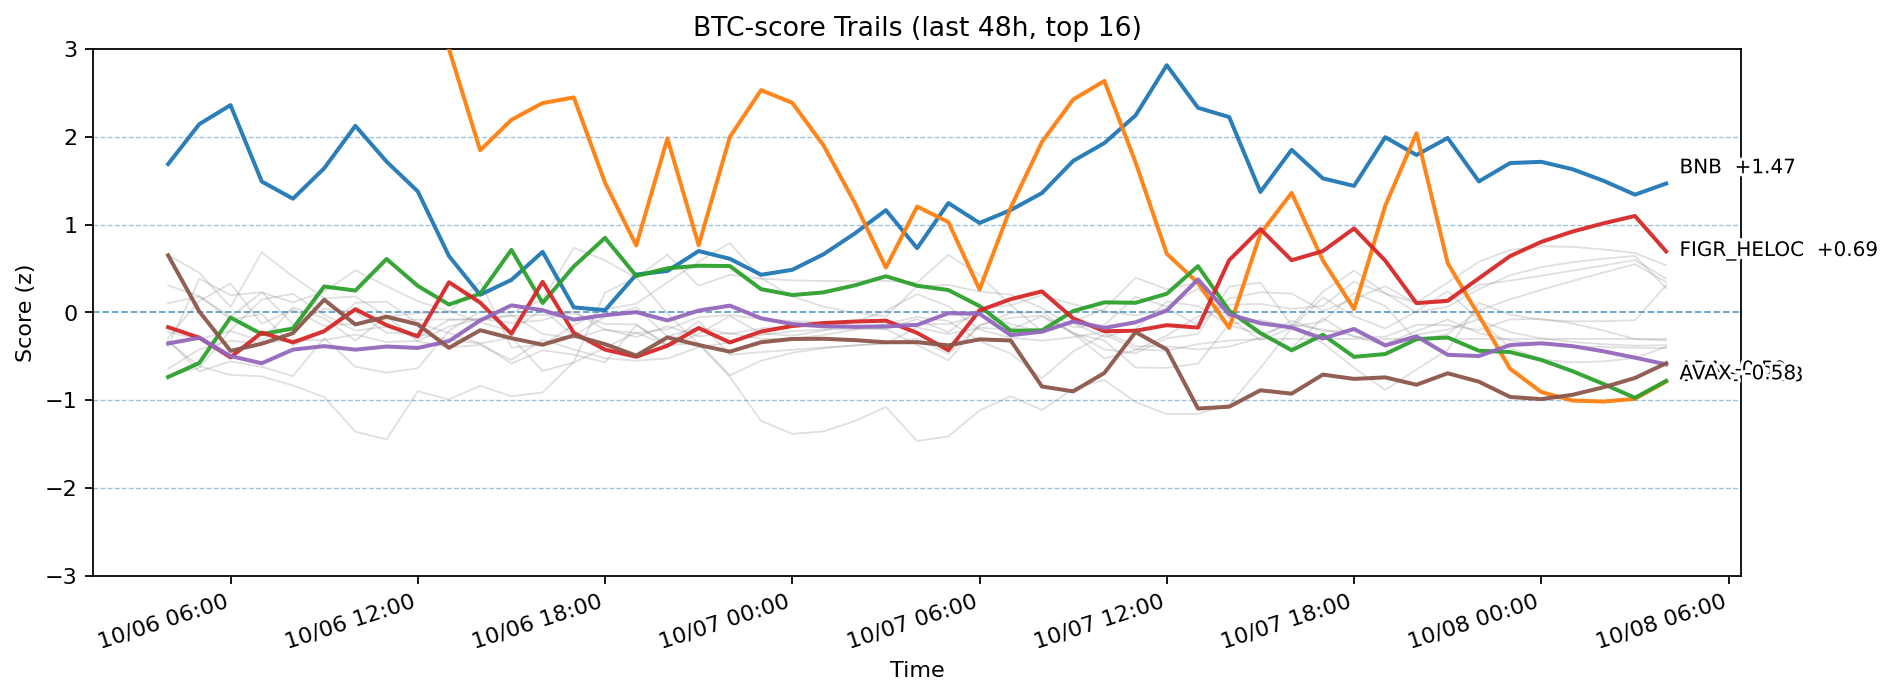 BTC-score Trails (last 48h, top 16)
Score (z)
3
2
1
0
−1
−2
−3
BNB +1.47
FIGR_HELOC +0.69
AVAX -0.58
10/06 06:00
10/06 12:00
10/06 18:00
10/07 00:00
10/07 06:00
10/07 12:00
10/07 18:00
10/08 00:00
10/08 06:00
Time